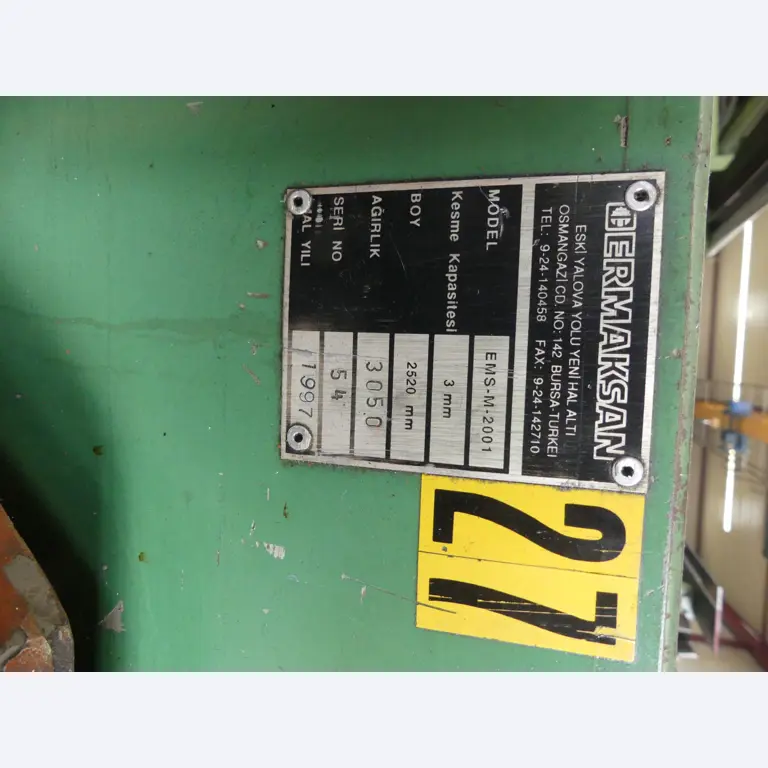 ERMAKSAN
ESKİ YALOVA YOLU YENİ HAL ALTI
OSMANGAZİ CD. NO: 142 BURSA-TURKEI
TEL: 9-24-140458 FAX: 9-24-142710
MODEL EMS-M-2001
Kesme Kapasitesi 3 mm
BOY 2520 mm
AĞIRLIK 3050
SERİ NO 54
YILI 1997
27